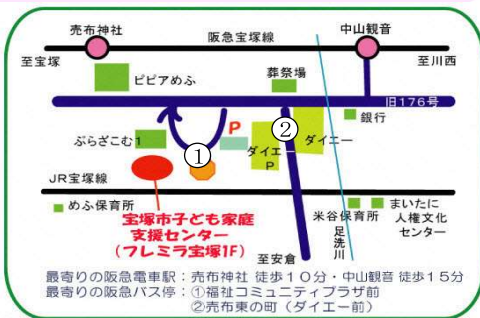 売布神社
阪急宝塚線
中山観音
至宝塚
至川西
ピピアめふ
葬祭場
旧176号
銀行
P
ぷらざこむ1
①
②
ダイエー
ダイエー
P
JR宝塚線
めふ保育所
宝塚市子ども家庭
支援センター
(フレミラ宝塚1F)
米谷保育所
足洗川
まいたに
人権文化
センター
至安倉
最寄りの阪急電車駅：売布神社 徒歩10分・中山観音 徒歩15分
最寄りの阪急バス停：①福祉コミュニティプラザ前
②売布東の町（ダイエー前）